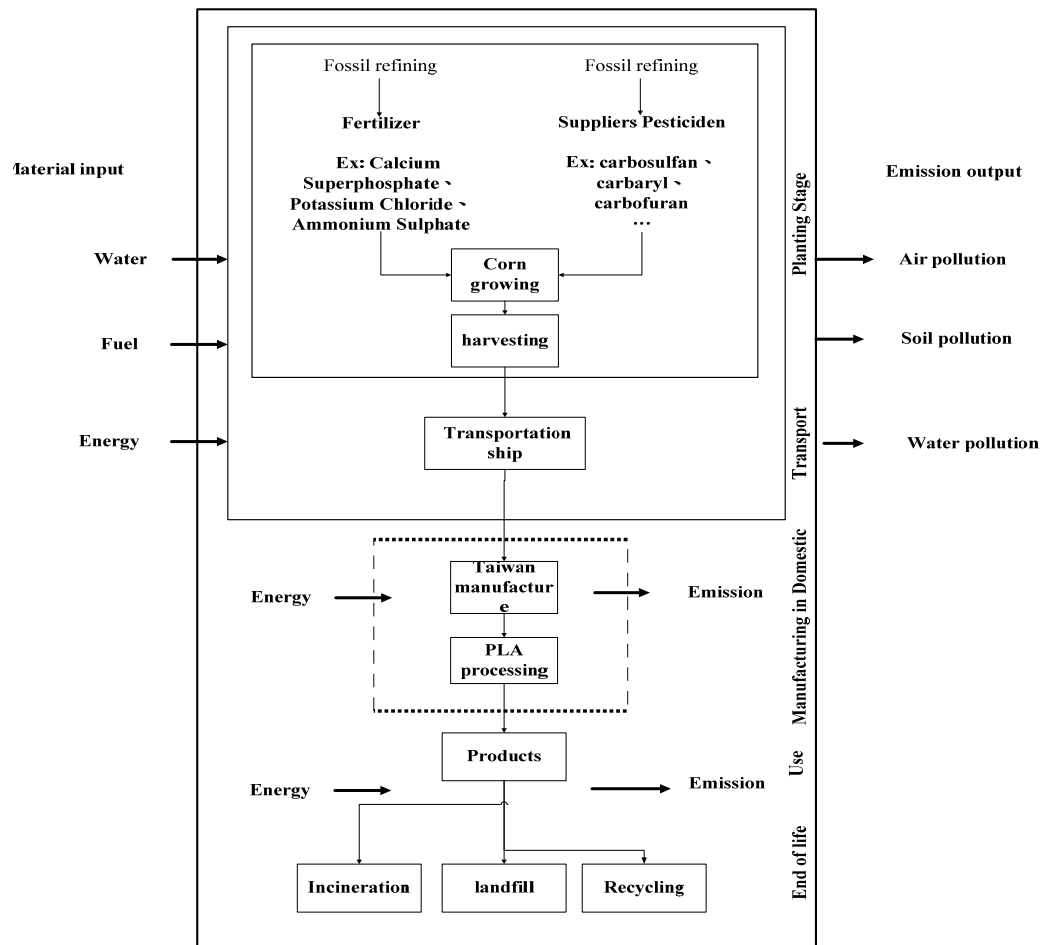 Fossil refining
Fossil refining
Fertilizer
Suppliers Pesticiden
Ex: Calcium
Superphosphate、
Potassium Chloride、
Ammonium Sulphate
Ex: carbosulfan、
carbaryl、
carbofuran
...
Material input
Emission output
Planting Stage
Water
Corn
growing
Air pollution
Fuel
harvesting
Soil pollution
Energy
Transportation
ship
Transport
Water pollution
Energy
Taiwan
manufactur
e
Emission
Manufacturing in Domestic
PLA
processing
Products
Use
Energy
Emission
End of life
Incineration
landfill
Recycling